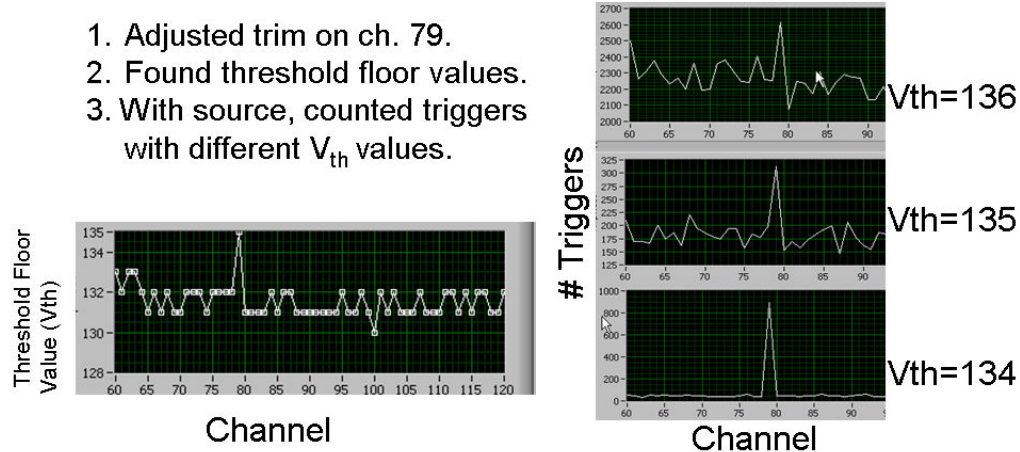 1. Adjusted trim on ch. 79.
2. Found threshold floor values.
3. With source, counted triggers
with different Vth values.
Threshold Floor
Value (Vth)
135
134
132
130
128
60 65 70 75 80 85 90 95 100 105 110 115 120
Channel
# Triggers
2700
2600
2500
2400
2300
2200
2100
2000
60 65 70 75 80 85 90
Vth=136
325
300
275
250
225
200
175
150
125
60 65 70 75 80 85 90
Vth=135
1000
800
600
400
200
0
60 65 70 75 80 85 90
Vth=134
Channel